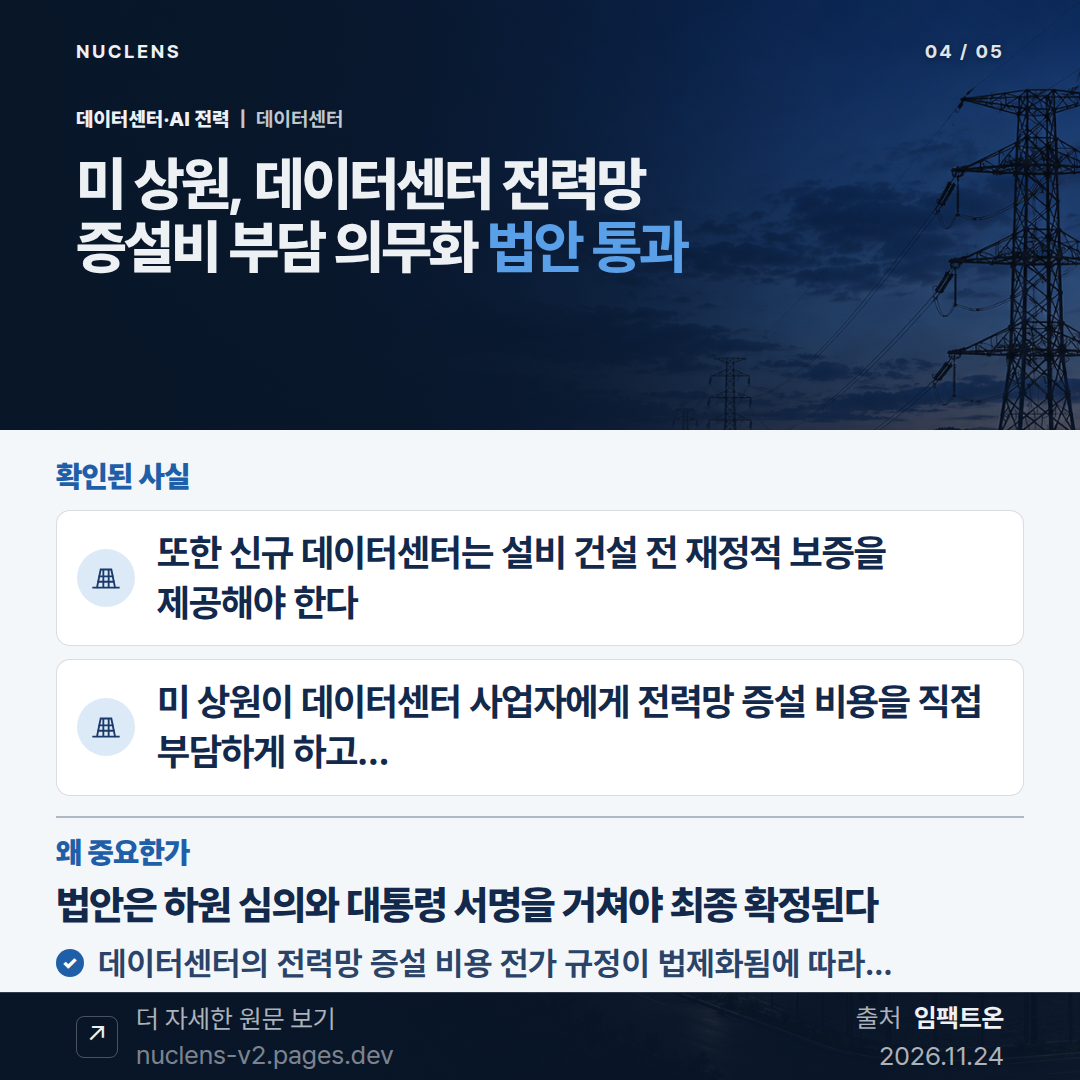 NUCLENS
04 / 05
데이터센터·AI 전력 | 데이터센터
미 상원, 데이터센터 전력망
증설비 부담 의무화 법안 통과
확인된 사실
또한 신규 데이터센터는 설비 건설 전 재정적 보증을
제공해야 한다
미 상원이 데이터센터 사업자에게 전력망 증설 비용을 직접
부담하게 하고...
왜 중요한가
법안은 하원 심의와 대통령 서명을 거쳐야 최종 확정된다
데이터센터의 전력망 증설 비용 전가 규정이 법제화됨에 따라...
더 자세한 원문 보기
nuclens-v2.pages.dev
출처 임팩트온
2026.11.24